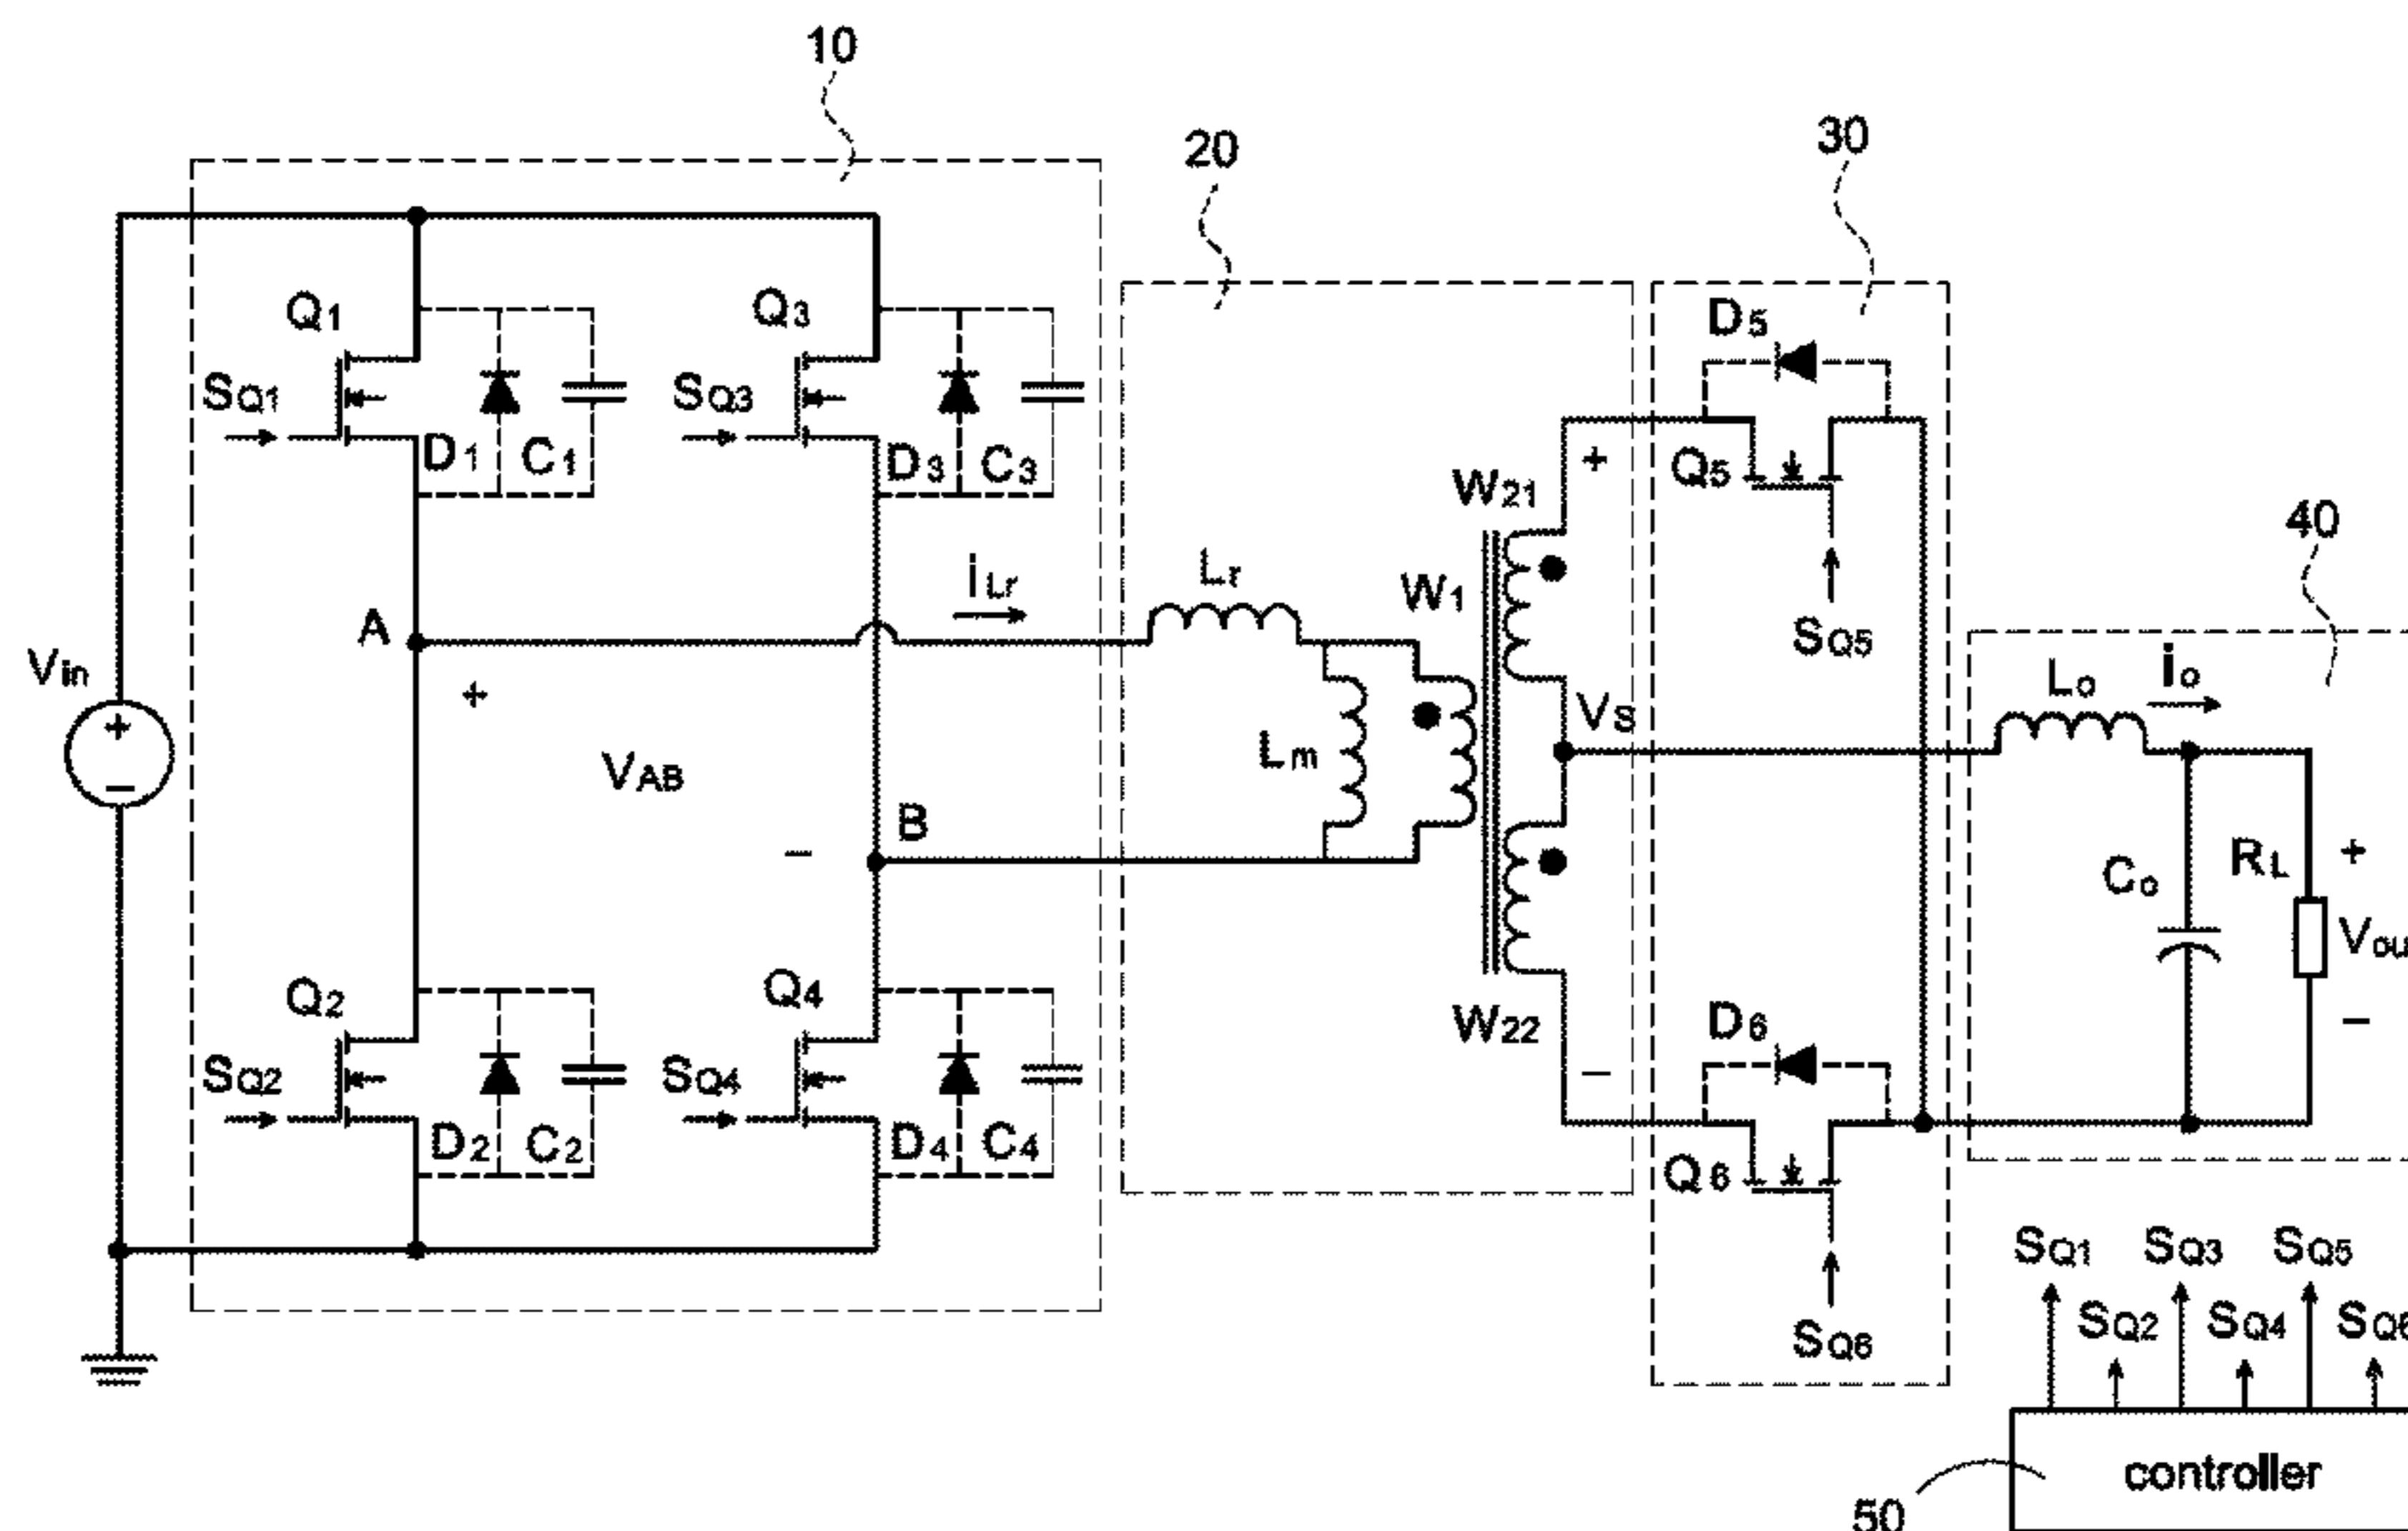 10
20
30
40
Q1
Q3
D5
SQ1
SQ3
D1
C1
D3
C3
Q5
W21
SQ5
iLr
Lr
W1
A
+
Vin
+
−
VAB
Lm
VS
Lo
io
B
−
+
−
Co
RL
+
Vou
−
Q2
Q4
W22
D6
SQ2
SQ4
D2
C2
D4
C4
Q6
SQ6
SQ1
SQ3
SQ5
SQ2
SQ4
SQ6
controller
50